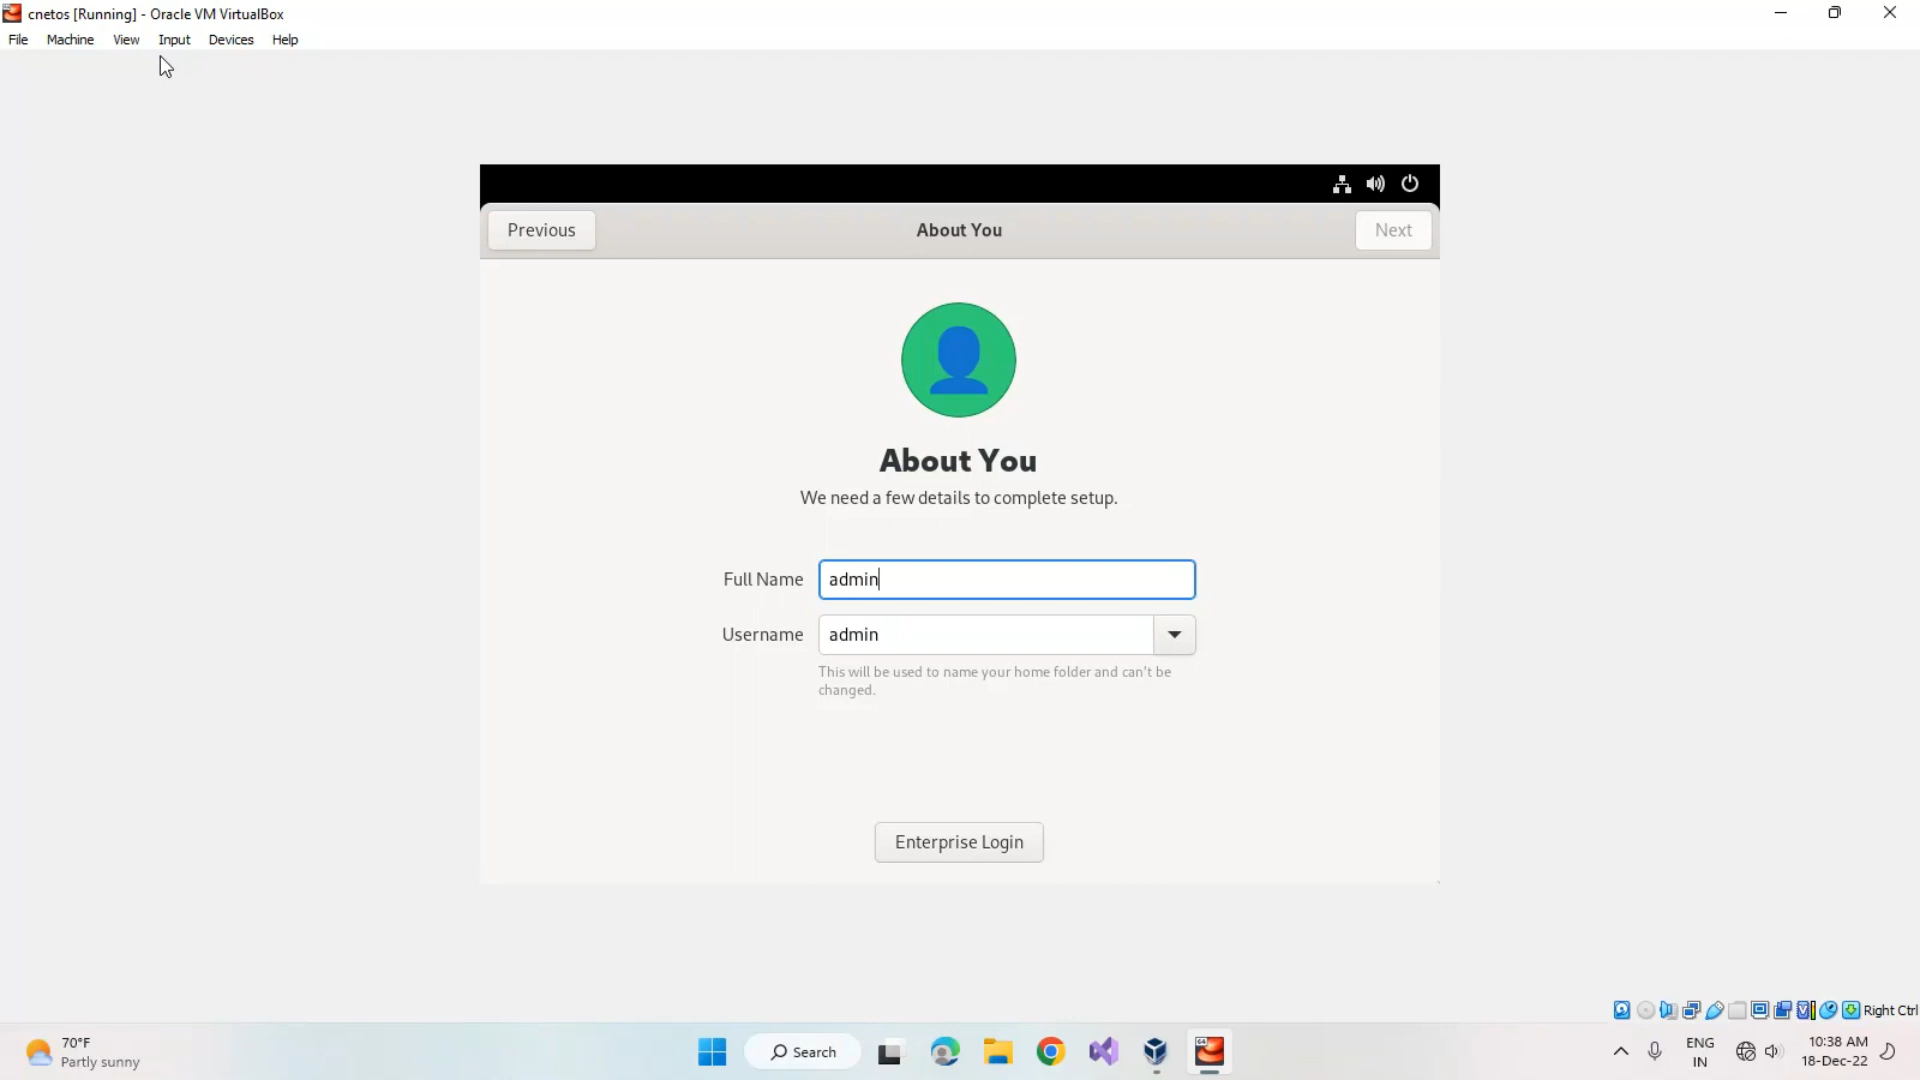 cnetos [Running] - Oracle VM VirtualBox
File Machine View Input Devices Help
Previous About You Next
About You
We need a few details to complete setup.
Full Name admin
Username admin
This will be used to name your home folder and can't be
changed.
Enterprise Login
Right Ctrl
70°F
Partly sunny
Search
ENG
IN
10:38 AM
18-Dec-22